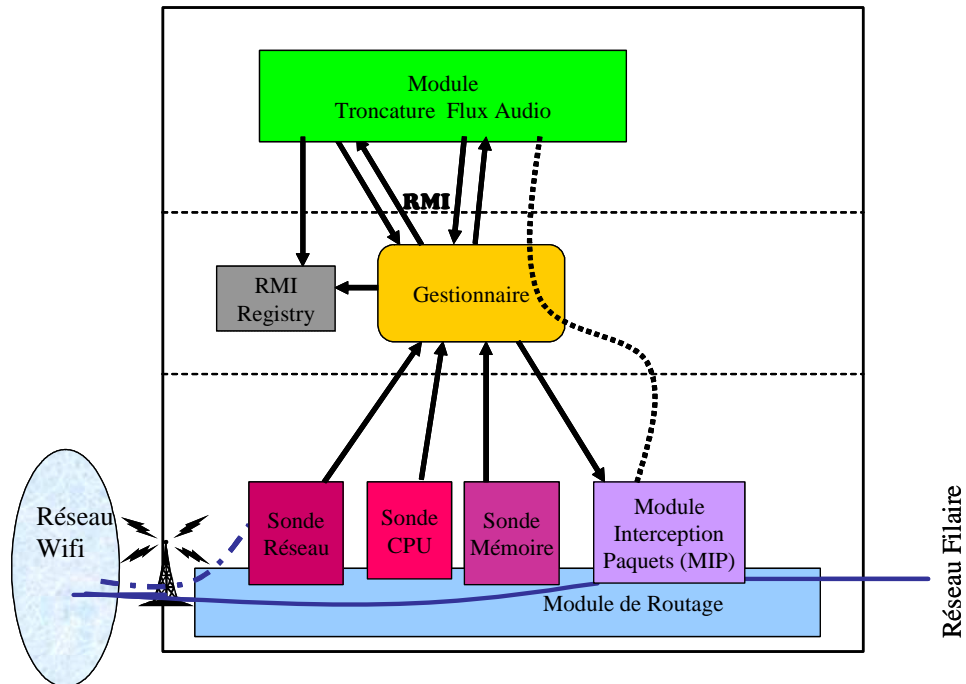 Module
Troncature Flux Audio
RMI
RMI
Registry
Gestionnaire
Réseau
Wifi
Sonde
Réseau
Sonde
CPU
Sonde
Mémoire
Module
Interception
Paquets (MIP)
Module de Routage
Réseau Filaire